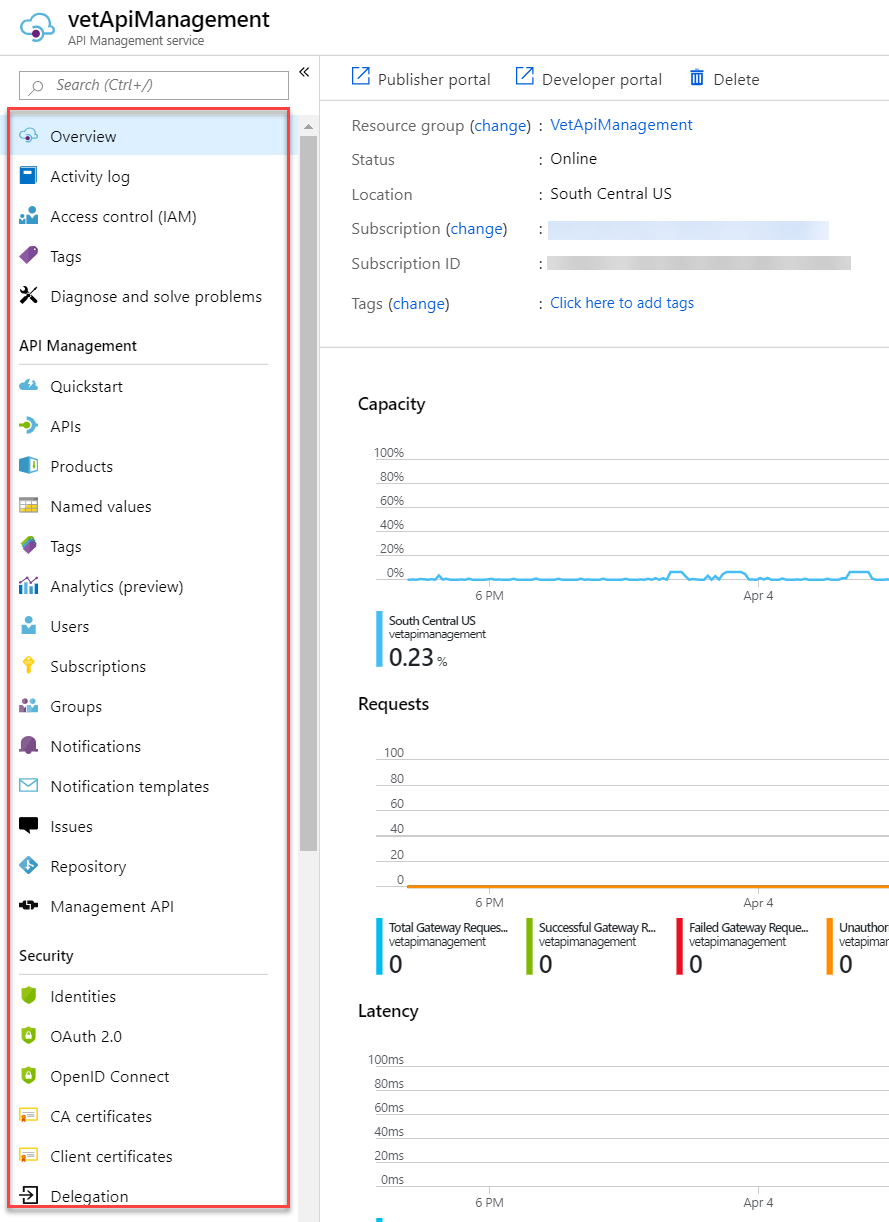 vetApiManagement
API Management service
Search (Ctrl+/)
«
Overview
Activity log
Access control (IAM)
Tags
Diagnose and solve problems
API Management
Quickstart
APIs
Products
Named values
Tags
Analytics (preview)
Users
Subscriptions
Groups
Notifications
Notification templates
Issues
Repository
Management API
Security
Identities
OAuth 2.0
OpenID Connect
CA certificates
Client certificates
Delegation
Publisher portal Developer portal Delete
Resource group (change) : VetApiManagement
Status : Online
Location : South Central US
Subscription (change) :
Subscription ID :
Tags (change) : Click here to add tags
Capacity
100%
80%
60%
40%
20%
0%
6 PM Apr 4
South Central US
vetapimanagement
0.23 %
Requests
100
80
60
40
20
0
6 PM Apr 4
Total Gateway Reques... Successful Gateway R... Failed Gateway Reque... Unauthor
vetapimanagement vetapimanagement vetapimanagement vetapiman
0 0 0 0
Latency
100ms
80ms
60ms
40ms
20ms
0ms
6 PM Apr 4